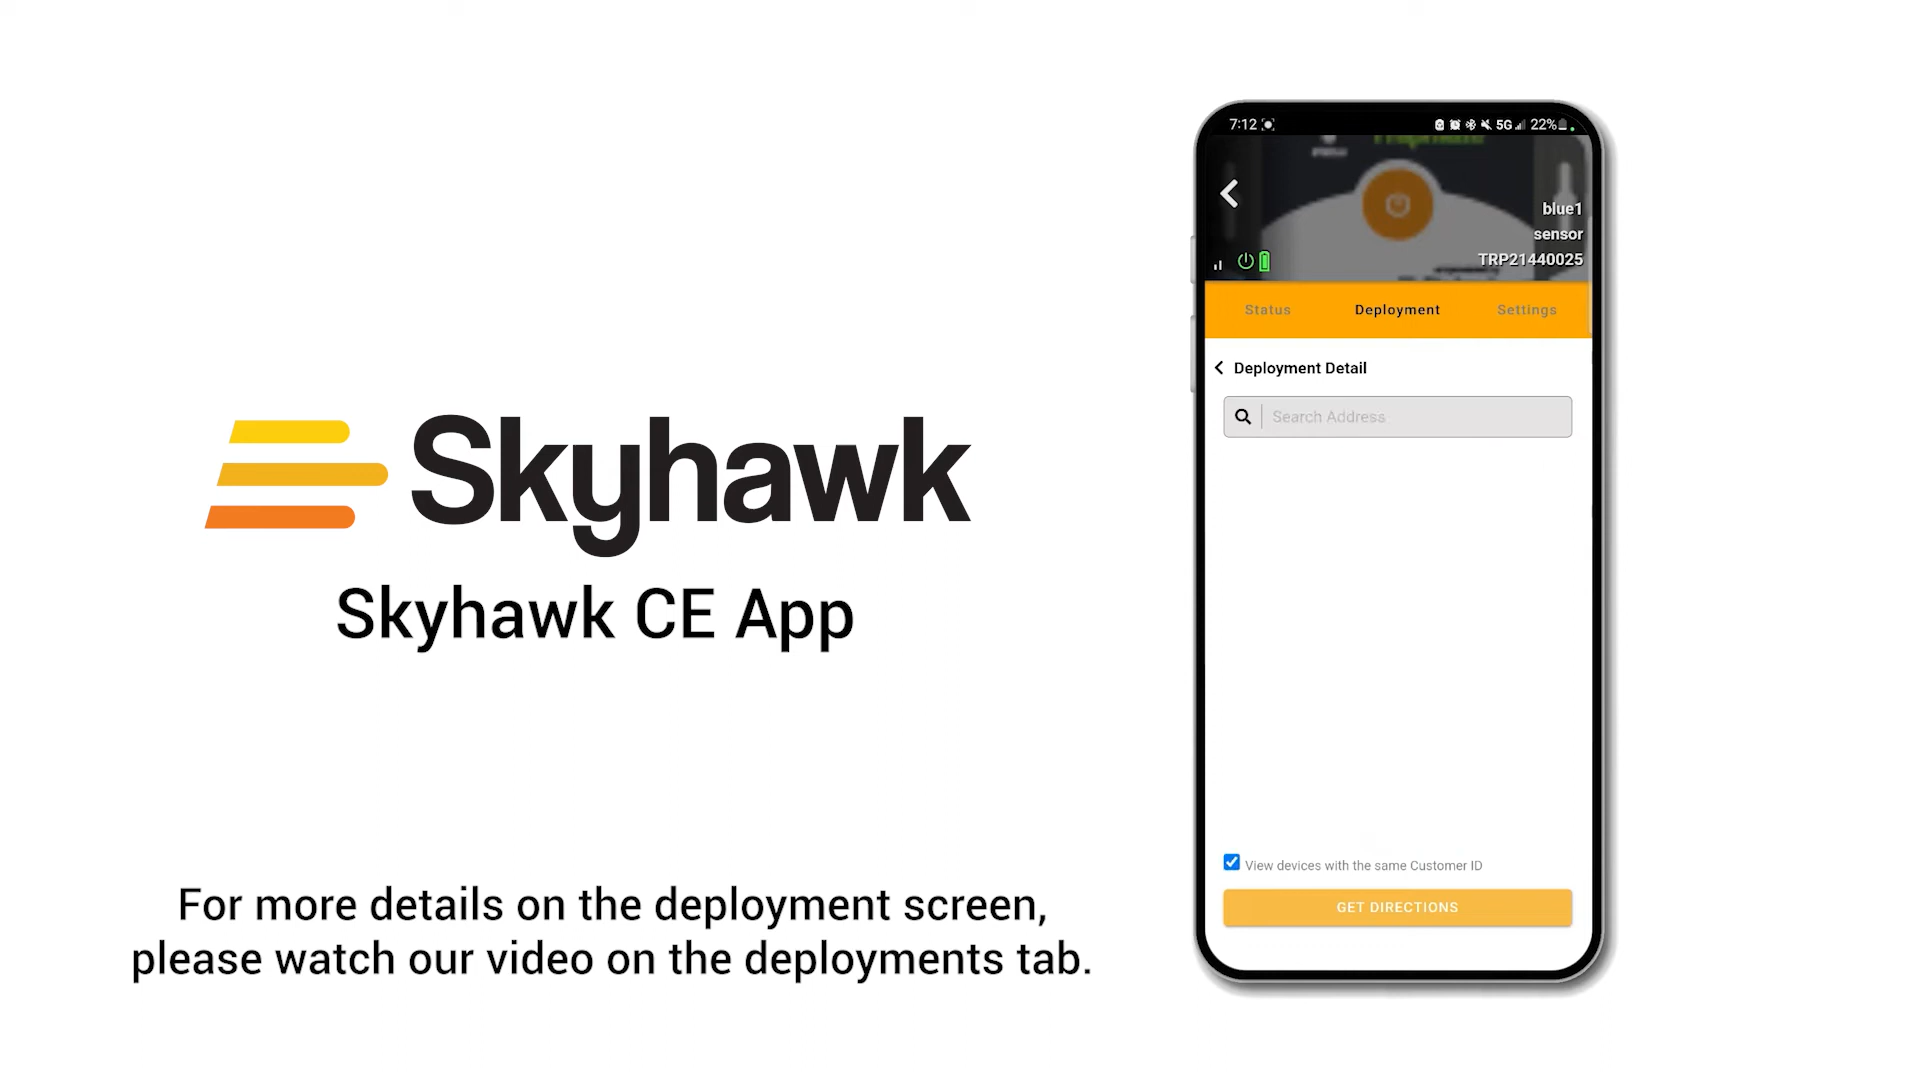 Skyhawk
Skyhawk CE App
For more details on the deployment screen,
please watch our video on the deployments tab.
7:12
5G 22%
blue1
sensor
TRP21440025
Status Deployment Settings
Deployment Detail
Search Address
View devices with the same Customer ID
GET DIRECTIONS